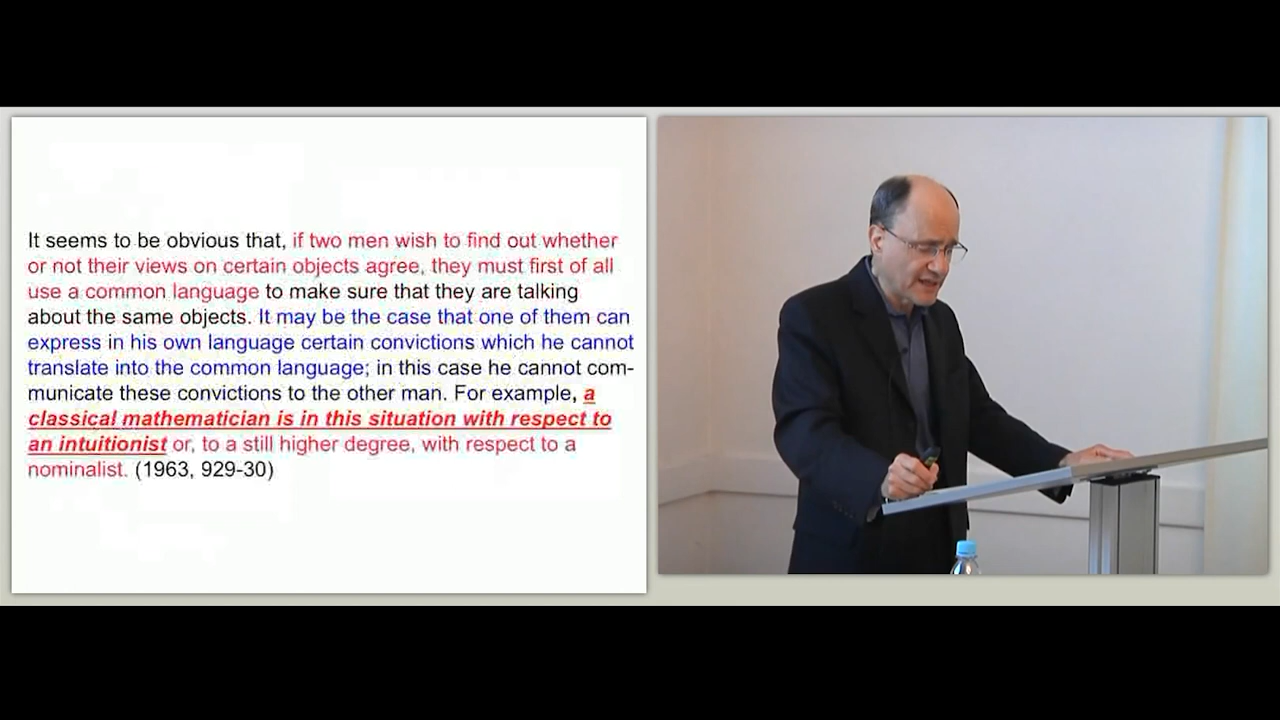 It seems to be obvious that, if two men wish to find out whether
or not their views on certain objects agree, they must first of all
use a common language to make sure that they are talking
about the same objects. It may be the case that one of them can
express in his own language certain convictions which he cannot
translate into the common language; in this case he cannot com-
municate these convictions to the other man. For example, a
classical mathematician is in this situation with respect to
an intuitionist or, to a still higher degree, with respect to a
nominalist. (1963, 929-30)